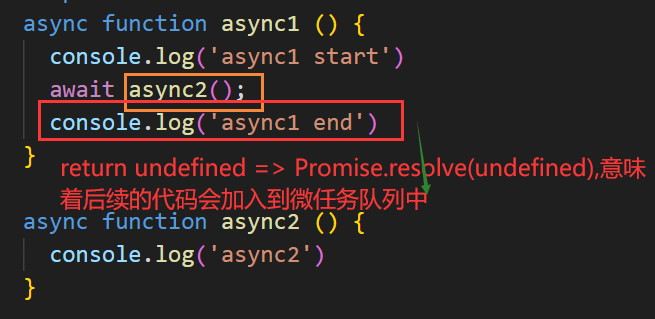 async function async1 () {
console.log('async1 start')
await async2();
console.log('async1 end')
}
return undefined => Promise.resolve(undefined),意味
着后续的代码会加入到微任务队列中
async function async2 () {
console.log('async2')
}